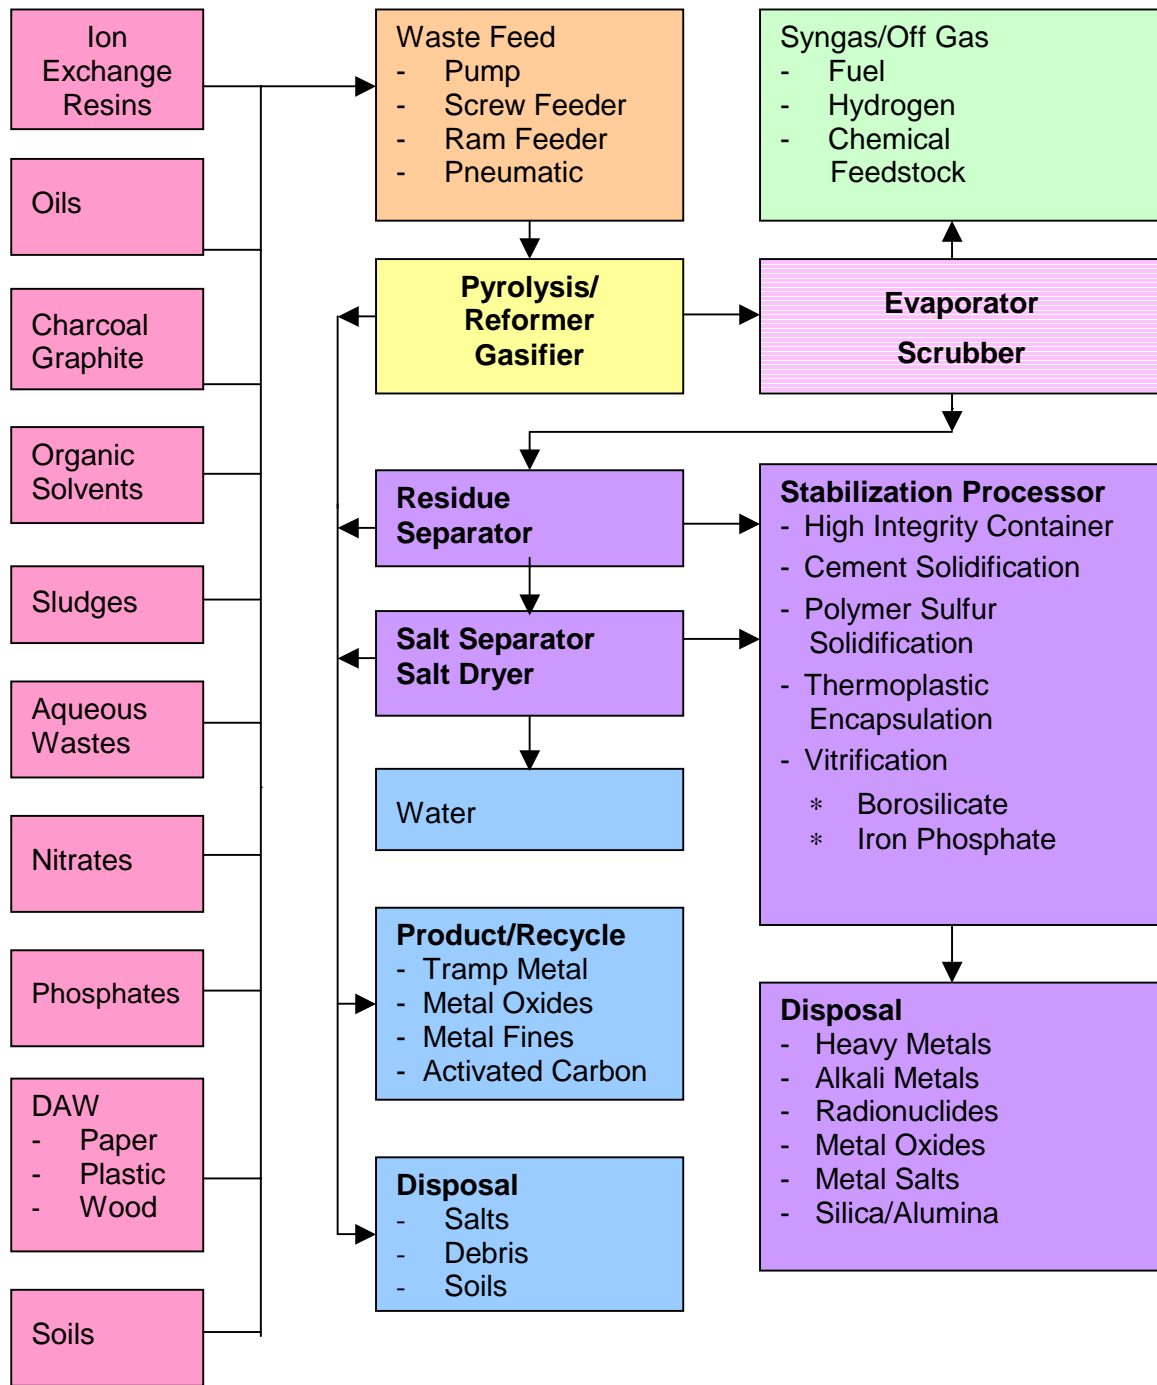 Ion
Exchange
Resins
Oils
Charcoal
Graphite
Organic
Solvents
Sludges
Aqueous
Wastes
Nitrates
Phosphates
DAW
- Paper
- Plastic
- Wood
Soils
Waste Feed
- Pump
- Screw Feeder
- Ram Feeder
- Pneumatic
Pyrolysis/
Reformer
Gasifier
Residue
Separator
Salt Separator
Salt Dryer
Water
Product/Recycle
- Tramp Metal
- Metal Oxides
- Metal Fines
- Activated Carbon
Disposal
- Salts
- Debris
- Soils
Syngas/Off Gas
- Fuel
- Hydrogen
- Chemical
Feedstock
Evaporator
Scrubber
Stabilization Processor
- High Integrity Container
- Cement Solidification
- Polymer Sulfur
Solidification
- Thermoplastic
Encapsulation
- Vitrification
* Borosilicate
* Iron Phosphate
Disposal
- Heavy Metals
- Alkali Metals
- Radionuclides
- Metal Oxides
- Metal Salts
- Silica/Alumina